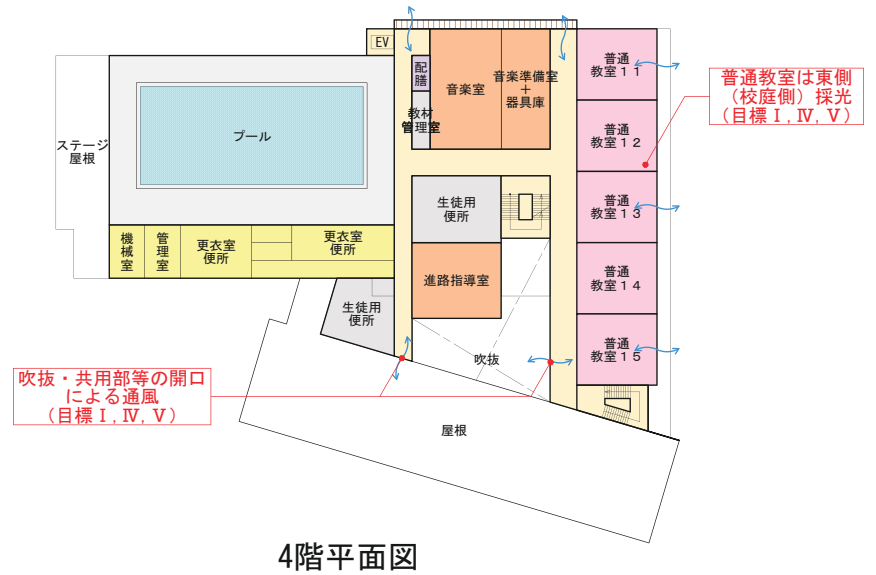 EV
配
膳
音楽室
音楽準備室
＋
器具庫
普通
教室１１
普通教室は東側
（校庭側）採光
（目標Ⅰ,Ⅳ,Ⅴ）
教材
管理室
プール
ステージ
屋根
普通
教室１２
生徒用
便所
普通
教室１３
機
械
室
管
理
室
更衣室
便所
更衣室
便所
進路指導室
普通
教室１４
生徒用
便所
吹抜
普通
教室１５
吹抜・共用部等の開口
による通風
（目標Ⅰ,Ⅳ,Ⅴ）
屋根
4階平面図